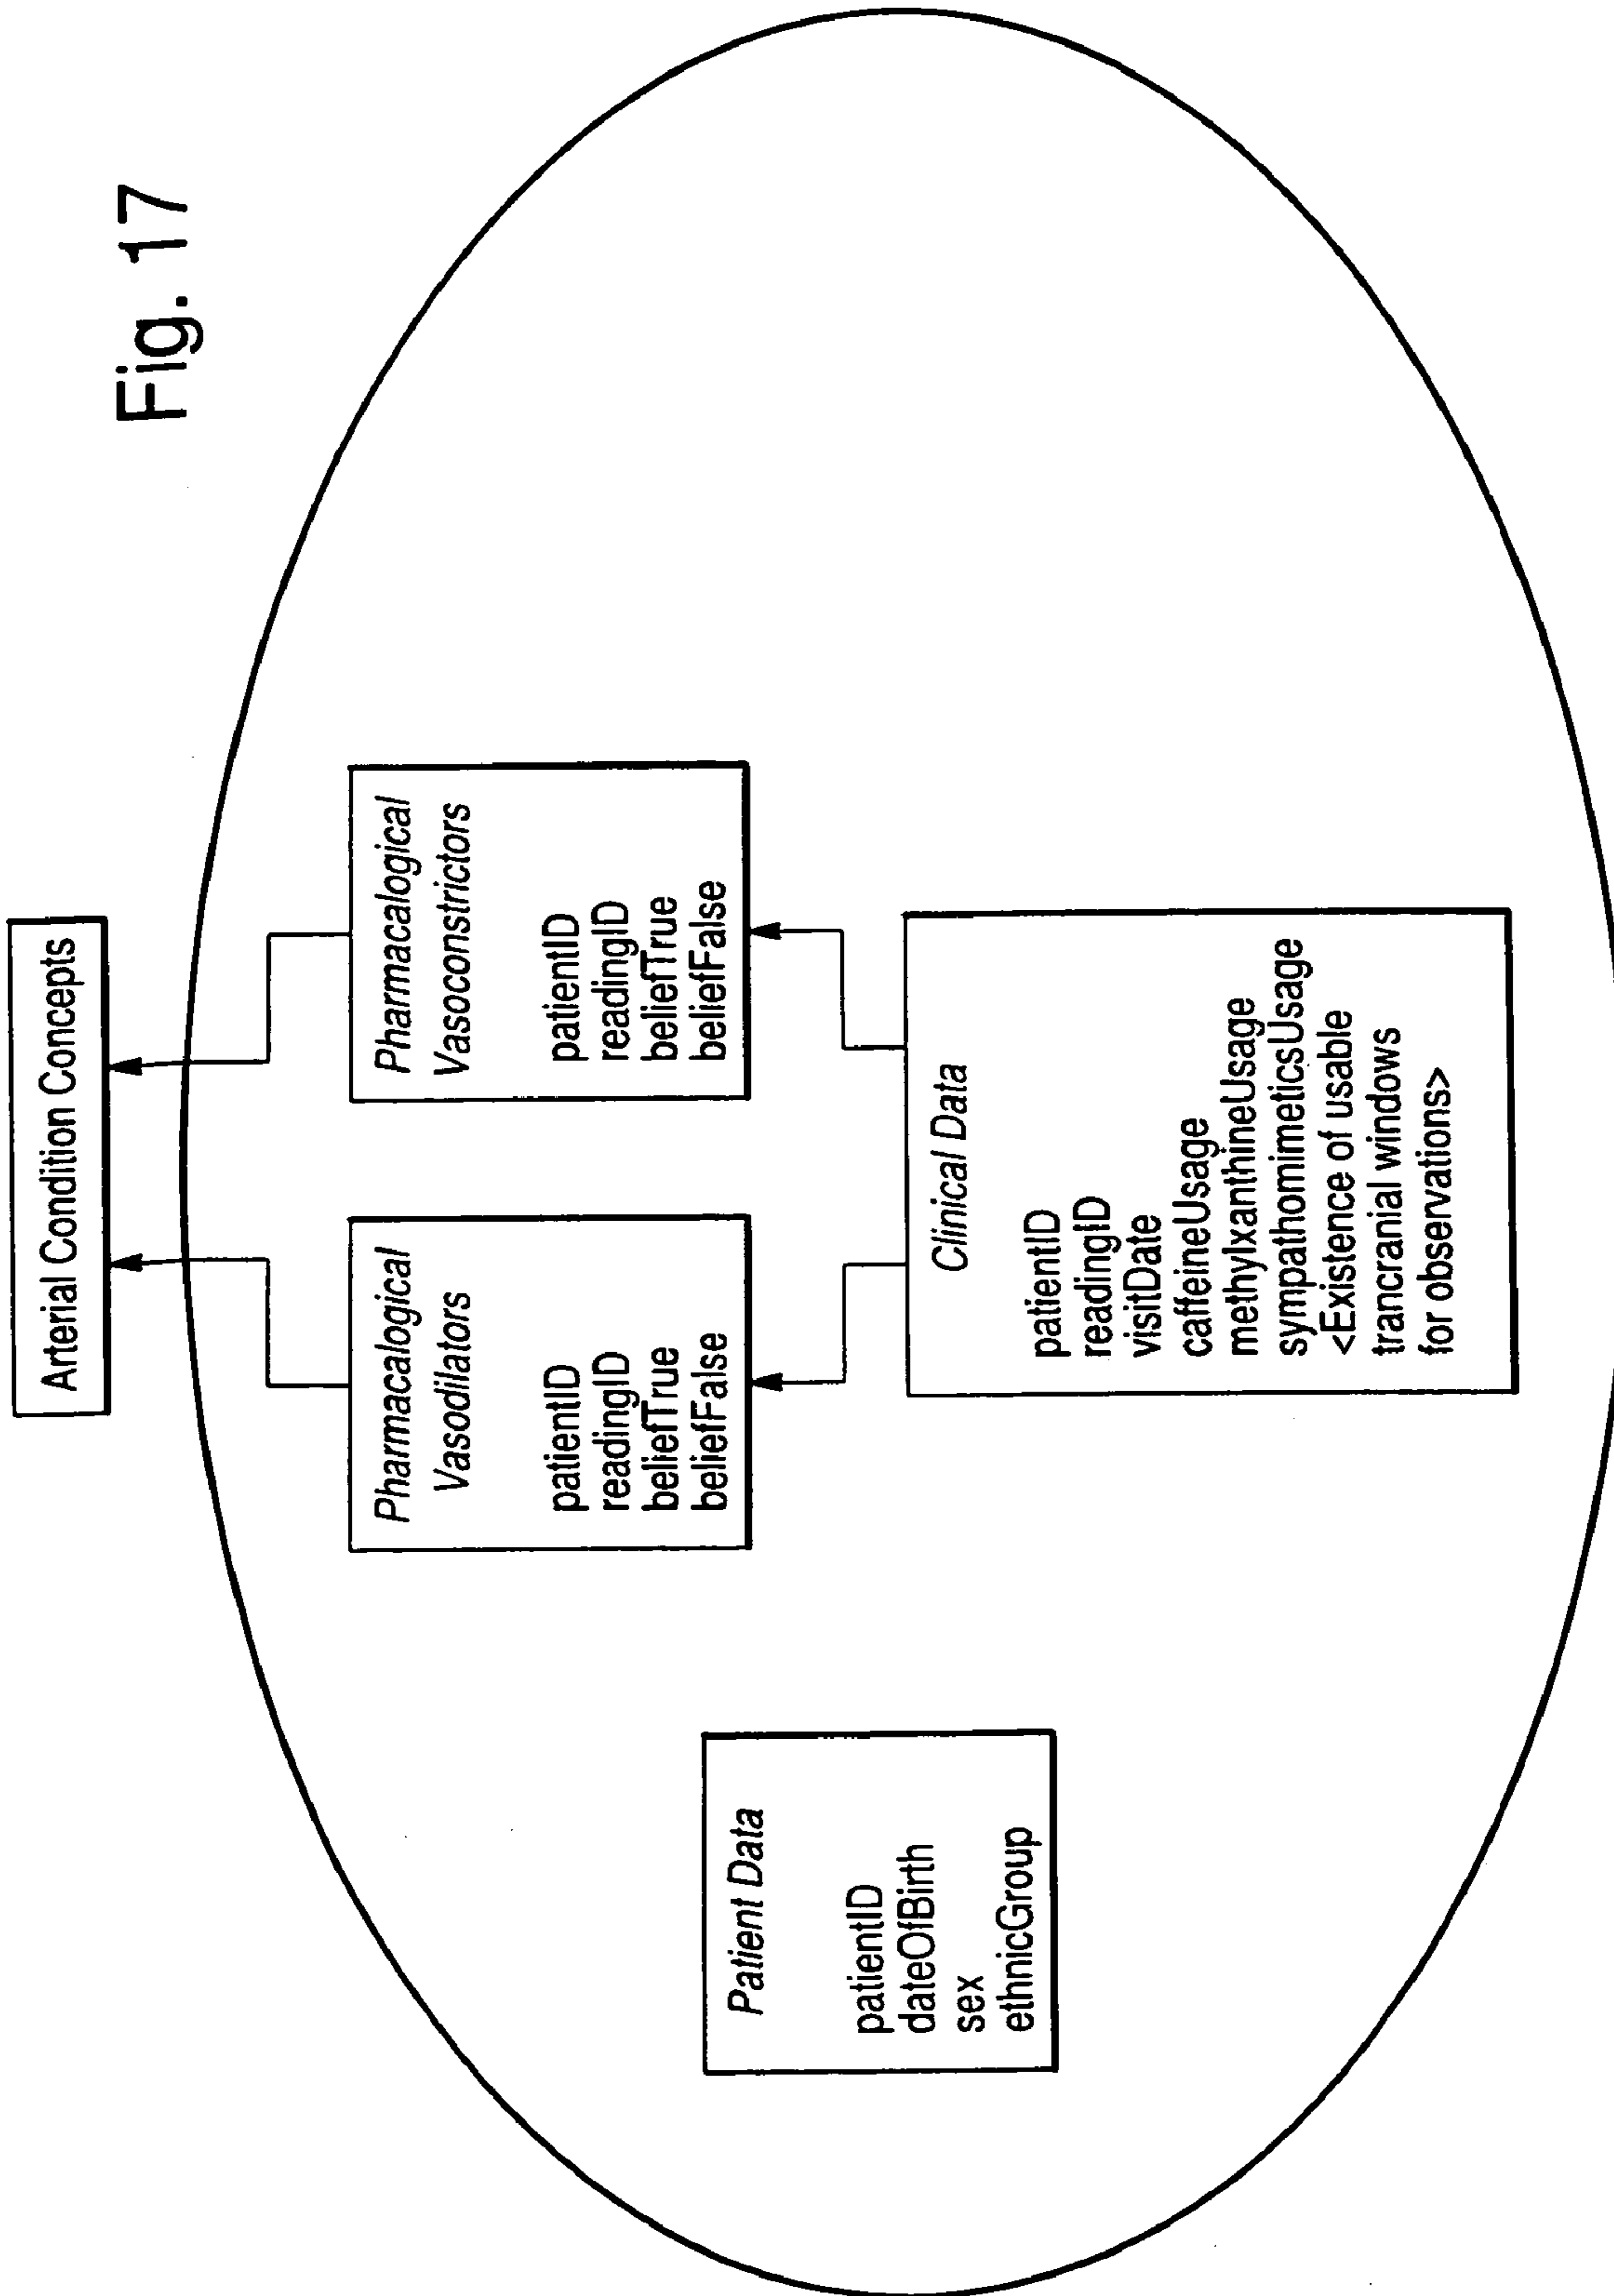 Fig. 17
Arterial Condition Concepts
Pharmacalogical
Vasodilators
patientID
readingID
beliefTrue
beliefFalse
Pharmacalogical
Vasoconstrictors
patientID
readingID
beliefTrue
beliefFalse
Patient Data
patientID
dateOfBirth
sex
ethnicGroup
Clinical Data
patientID
readingID
visitDate
caffeineUsage
methylxanthineUsage
sympathomimeticsUsage
<Existence of usable
trancranial windows
for observations>